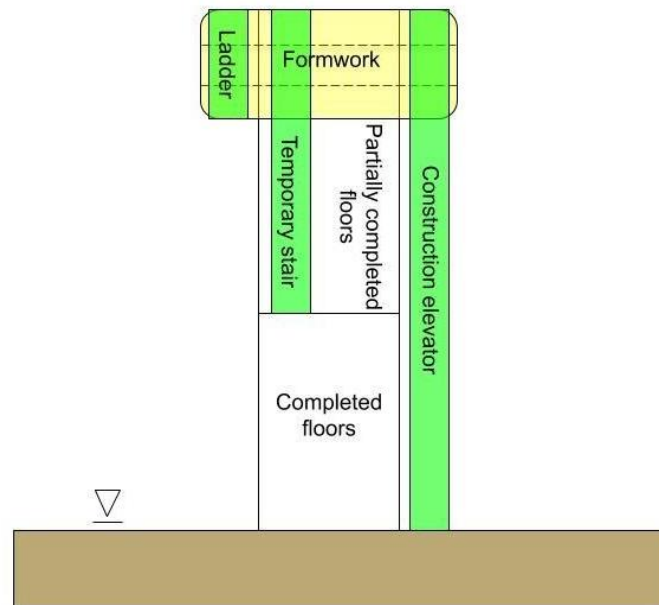 Ladder
Formwork
Temporary stair
Partially completed
floors
Construction elevator
Completed
floors